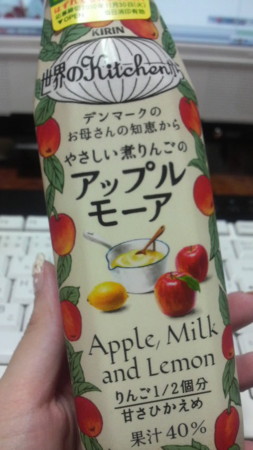 KIRIN
世界のKitchenから
デンマークの
お母さんの知恵から
やさしい煮りんごの
アップル
モーア
Apple, Milk
and Lemon
りんご1/2個分
甘さひかえめ
果汁40%